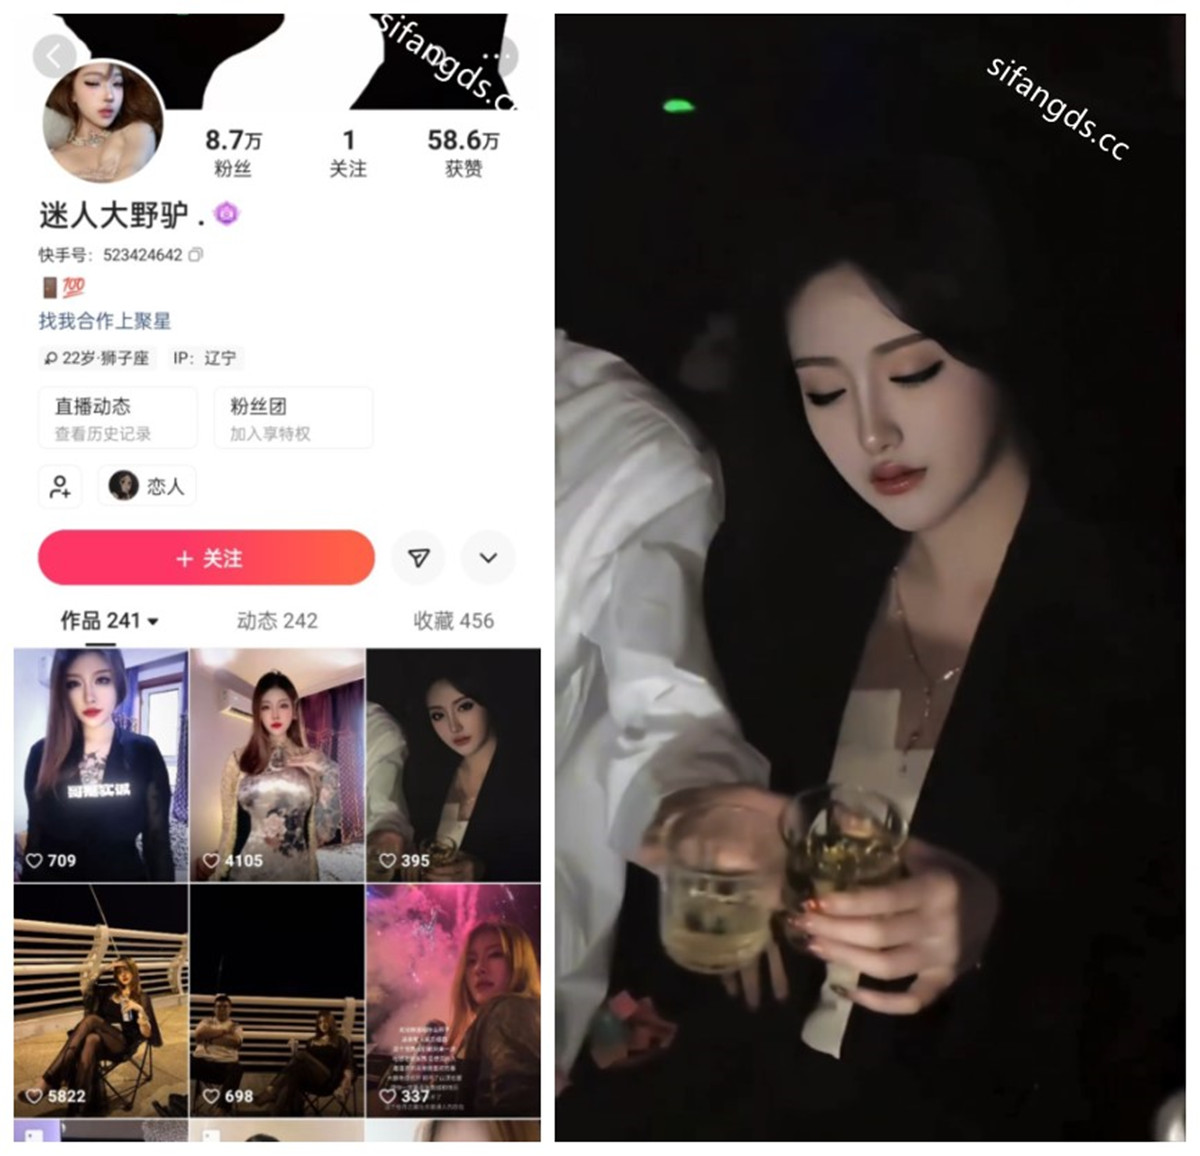 sifangds.cc
8.7万
粉丝
1
关注
58.6万
获赞
迷人大野驴 .
快手号：523424642
💯
找我合作上聚星
22岁·狮子座
IP：辽宁
直播动态
查看历史记录
粉丝团
加入享特权
恋人
+ 关注
作品 241
动态 242
收藏 456
709
4105
395
5822
698
337
sifangds.cc